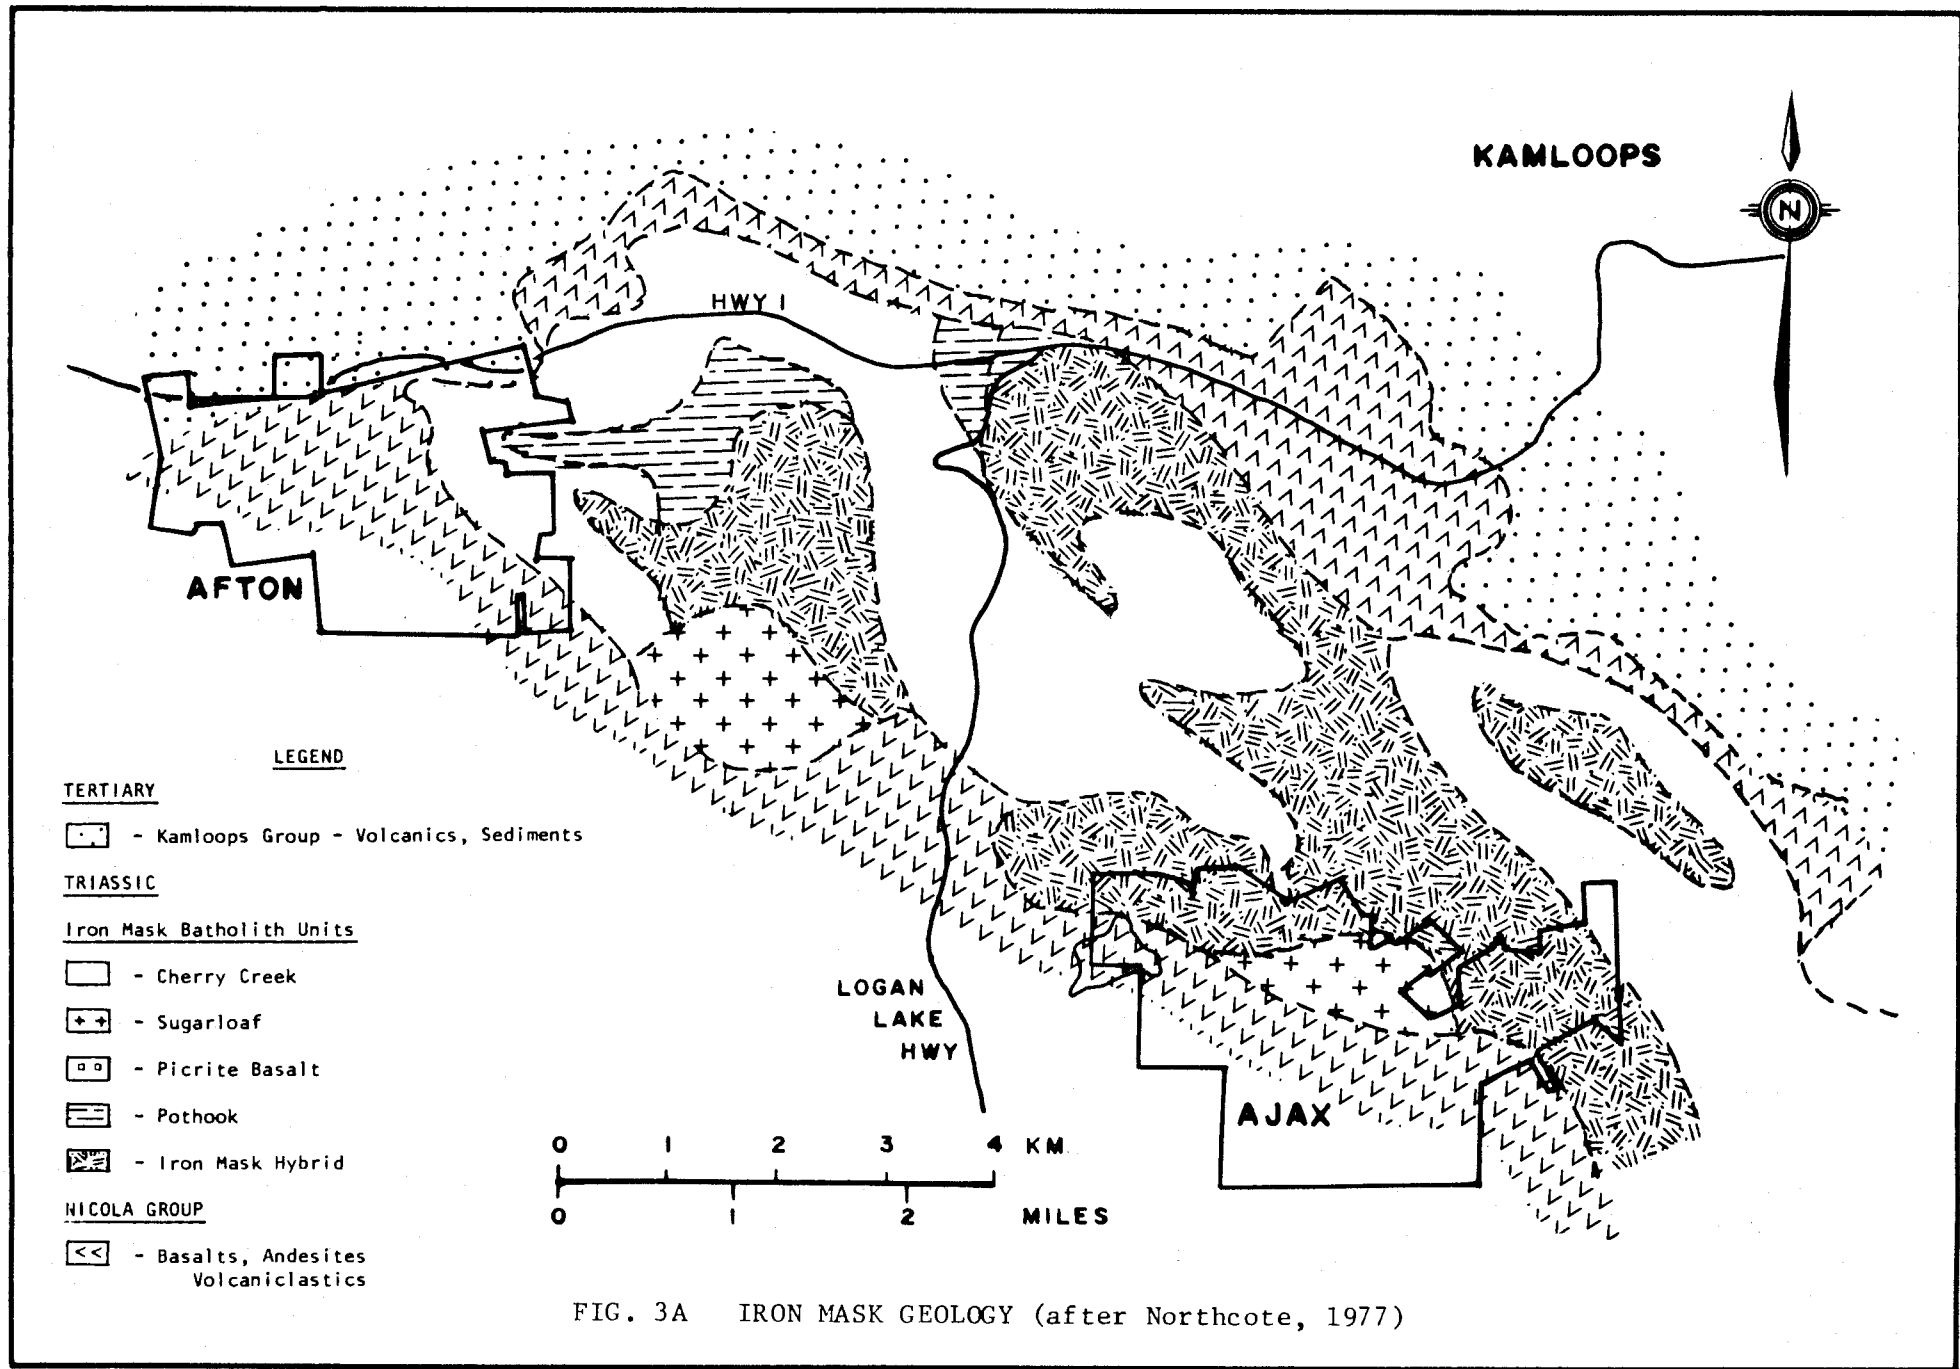 KAMLOOPS
N
HWY 1
AFTON
LOGAN
LAKE
HWY
AJAX
LEGEND
TERTIARY
- Kamloops Group - Volcanics, Sediments
TRIASSIC
Iron Mask Batholith Units
- Cherry Creek
- Sugarloaf
- Picrite Basalt
- Pothook
- Iron Mask Hybrid
NICOLA GROUP
- Basalts, Andesites
Volcaniclastics
0 1 2 3 4 KM
0 1 2 MILES
FIG. 3A IRON MASK GEOLOGY (after Northcote, 1977)